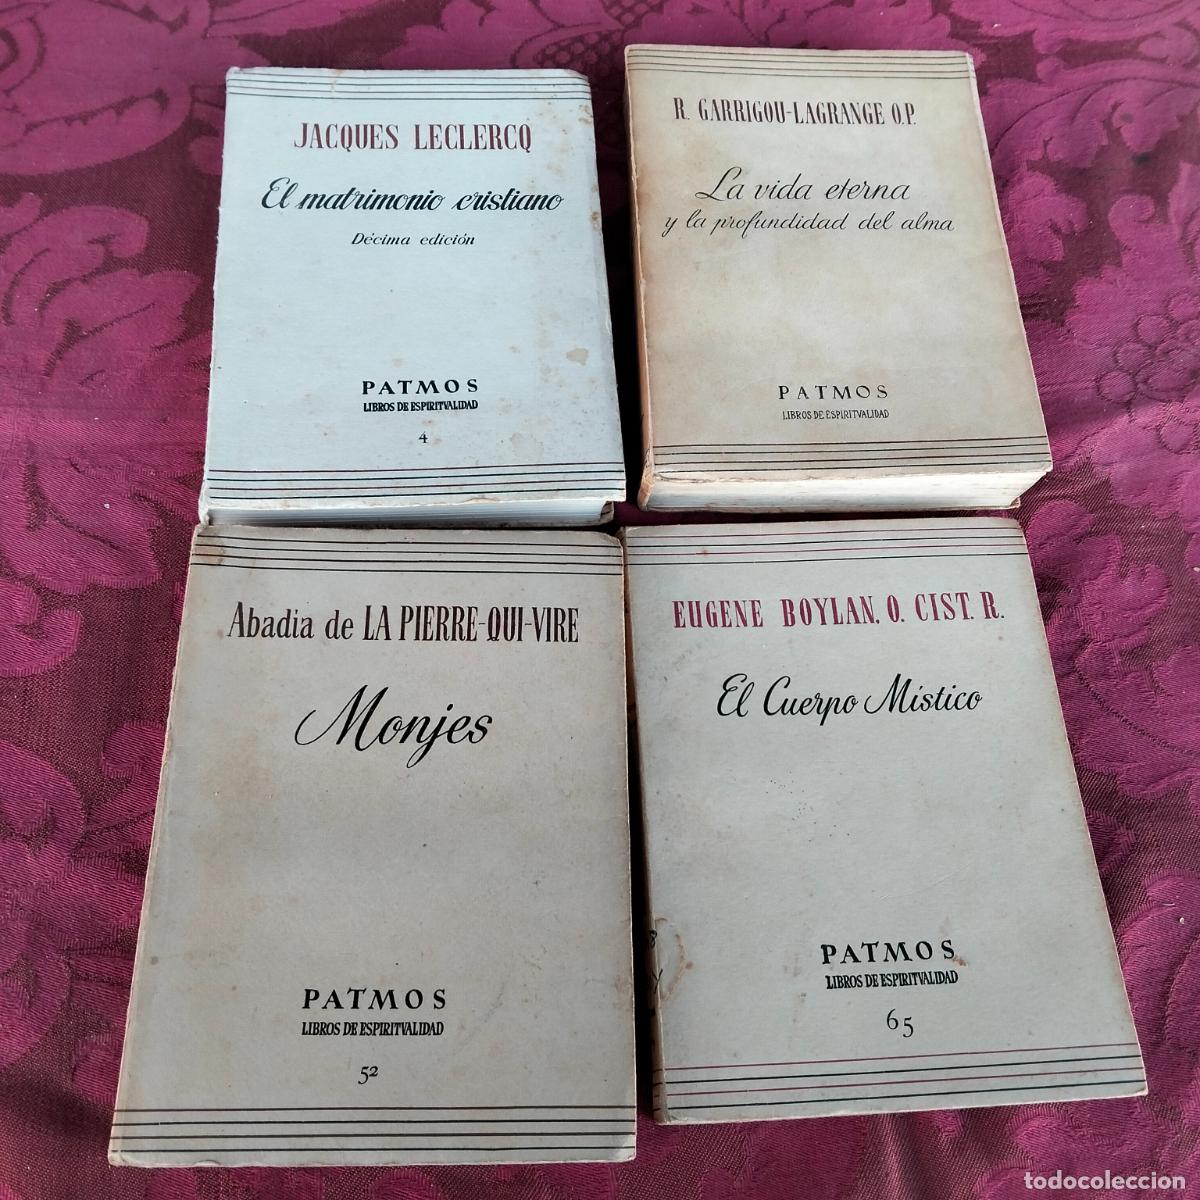 JACQUES LECLERCQ
El matrimonio cristiano
Décima edición
PATMOS
LIBROS DE ESPIRITVALIDAD
4
R. GARRIGOU-LAGRANGE O.P.
La vida eterna
y la profundidad del alma
PATMOS
LIBROS DE ESPIRITVALIDAD
Abadia de LA PIERRE-QUI-VIRE
Monjes
PATMOS
LIBROS DE ESPIRITVALIDAD
52
EUGENE BOYLAN, O. CIST. R.
El Cuerpo Místico
PATMOS
LIBROS DE ESPIRITVALIDAD
65
todocoleccion